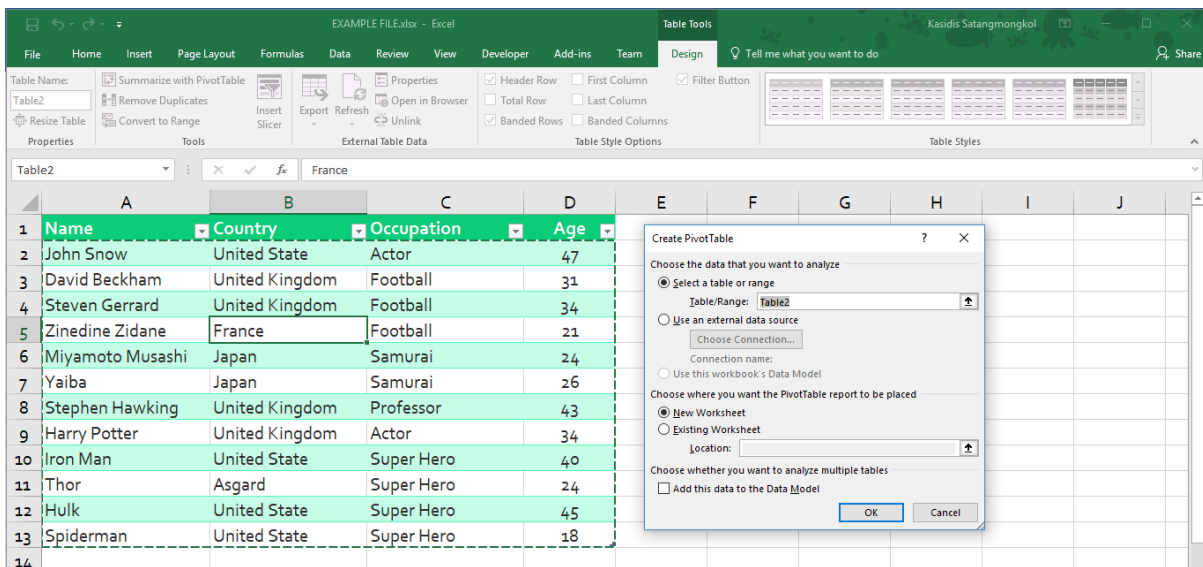 EXAMPLE FILE.xlsx - Excel
Table Tools
Kasidis Satangmongkol
File Home Insert Page Layout Formulas Data Review View Developer Add-ins Team Design Tell me what you want to do Share
Table Name:
Table2
Resize Table
Properties
Summarize with PivotTable
Remove Duplicates
Convert to Range
Tools
Insert
Slicer
Export
Refresh
Properties
Open in Browser
Unlink
External Table Data
Header Row First Column Filter Button
Total Row Last Column
Banded Rows Banded Columns
Table Style Options
Table Styles
Table2 fx France
A B C D E F G H I J
1 Name Country Occupation Age
2 John Snow United State Actor 47
3 David Beckham United Kingdom Football 31
4 Steven Gerrard United Kingdom Football 34
5 Zinedine Zidane France Football 21
6 Miyamoto Musashi Japan Samurai 24
7 Yaiba Japan Samurai 26
8 Stephen Hawking United Kingdom Professor 43
9 Harry Potter United Kingdom Actor 34
10 Iron Man United State Super Hero 40
11 Thor Asgard Super Hero 24
12 Hulk United State Super Hero 45
13 Spiderman United State Super Hero 18
14
Create PivotTable ?
Choose the data that you want to analyze
Select a table or range
Table/Range: Table2
Use an external data source
Choose Connection...
Connection name:
Use this workbook's Data Model
Choose where you want the PivotTable report to be placed
New Worksheet
Existing Worksheet
Location:
Choose whether you want to analyze multiple tables
Add this data to the Data Model
OK Cancel